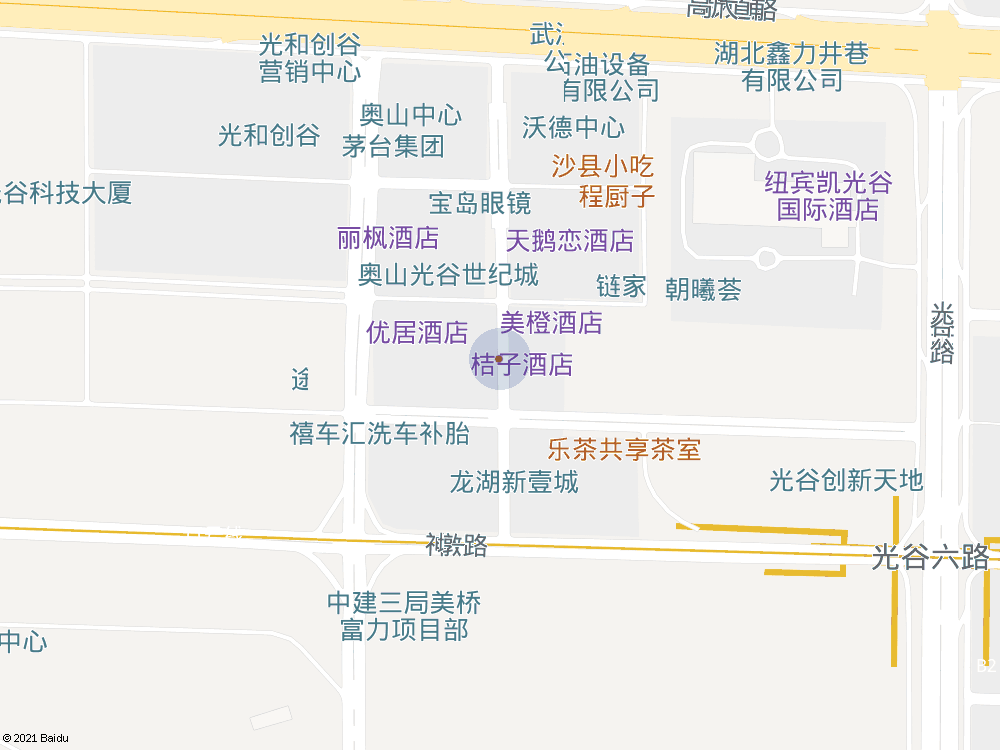 光和创谷
营销中心
石油设备
有限公司
湖北鑫力井巷
有限公司
奥山中心
光和创谷
茅台集团
沃德中心
沙县小吃
程厨子
谷科技大厦
宝岛眼镜
纽宾凯光谷
国际酒店
丽枫酒店
天鹅恋酒店
奥山光谷世纪城
链家
朝曦荟
优居酒店
美橙酒店
桔子酒店
禧车汇洗车补胎
乐茶共享茶室
龙湖新壹城
光谷创新天地
敦路
光谷六路
中建三局美桥
富力项目部
中心
B2
© 2021 Baidu